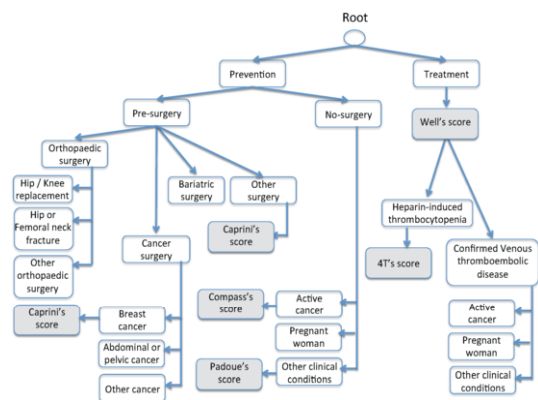 Root
Prevention
Treatment
Pre-surgery
No-surgery
Well's score
Orthopaedic
surgery
Hip / Knee
replacement
Hip or
Femoral neck
fracture
Other
orthopaedic
surgery
Bariatric
surgery
Other
surgery
Caprini's
score
Cancer
surgery
Caprini's
score
Breast
cancer
Abdominal or
pelvic cancer
Other cancer
Compass's
score
Active
cancer
Pregnant
woman
Padoue's
score
Other clinical
conditions
Heparin-induced
thrombocytopenia
4T's score
Confirmed Venous
thromboembolic
disease
Active
cancer
Pregnant
woman
Other clinical
conditions